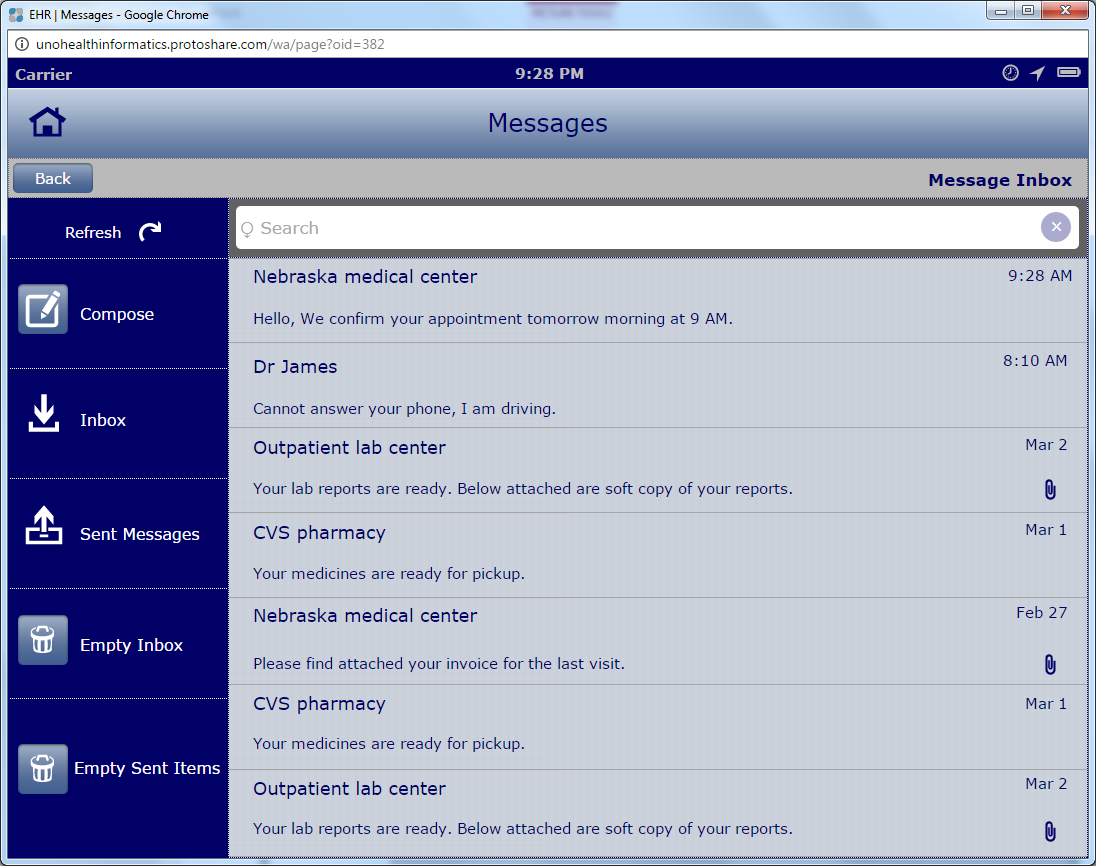 EHR | Messages - Google Chrome
unohealthinformatics.protoshare.com/wa/page?oid=382
Carrier 9:28 PM
Messages
Back Message Inbox
Refresh
Compose
Inbox
Sent Messages
Empty Inbox
Empty Sent Items
Search
Nebraska medical center 9:28 AM
Hello, We confirm your appointment tomorrow morning at 9 AM.
Dr James 8:10 AM
Cannot answer your phone, I am driving.
Outpatient lab center Mar 2
Your lab reports are ready. Below attached are soft copy of your reports.
CVS pharmacy Mar 1
Your medicines are ready for pickup.
Nebraska medical center Feb 27
Please find attached your invoice for the last visit.
CVS pharmacy Mar 1
Your medicines are ready for pickup.
Outpatient lab center Mar 2
Your lab reports are ready. Below attached are soft copy of your reports.